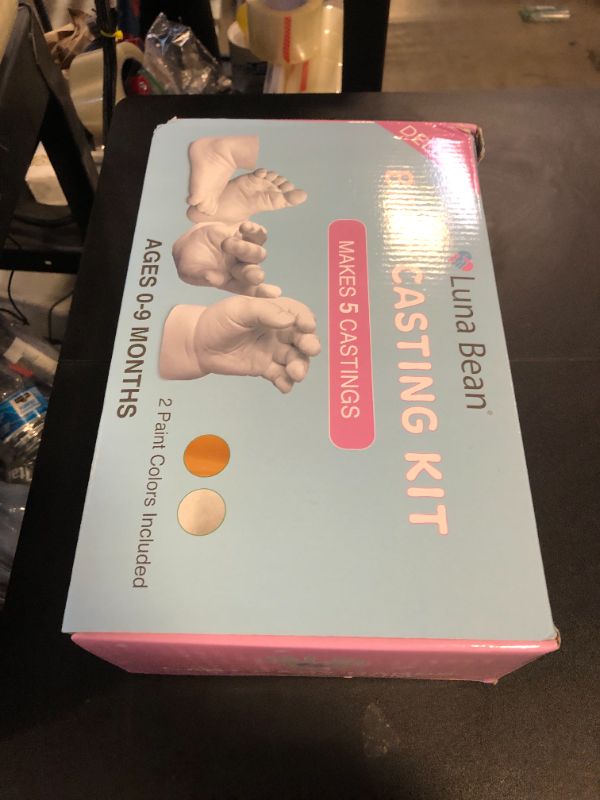 Luna Bean®
CASTING KIT
MAKES 5 CASTINGS
2 Paint Colors Included
AGES 0-9 MONTHS